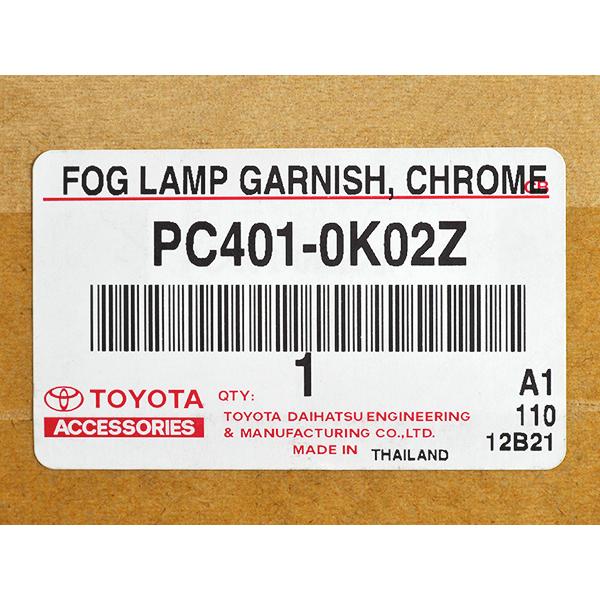 FOG LAMP GARNISH, CHROME
CB
PC401-0K02Z
1
QTY:
A1
TOYOTA
ACCESSORIES
TOYOTA DAIHATSU ENGINEERING
& MANUFACTURING CO.,LTD.
MADE IN THAILAND
110
12B21